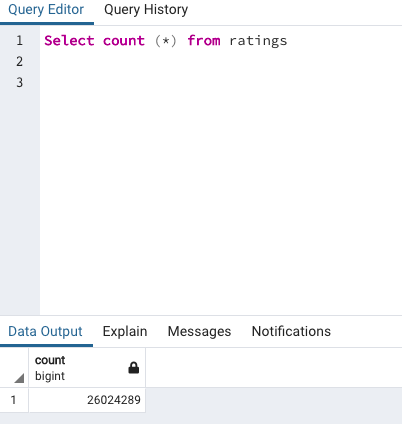 Query Editor Query History
1 Select count (*) from ratings
2
3
Data Output Explain Messages Notifications
count
bigint
1 26024289